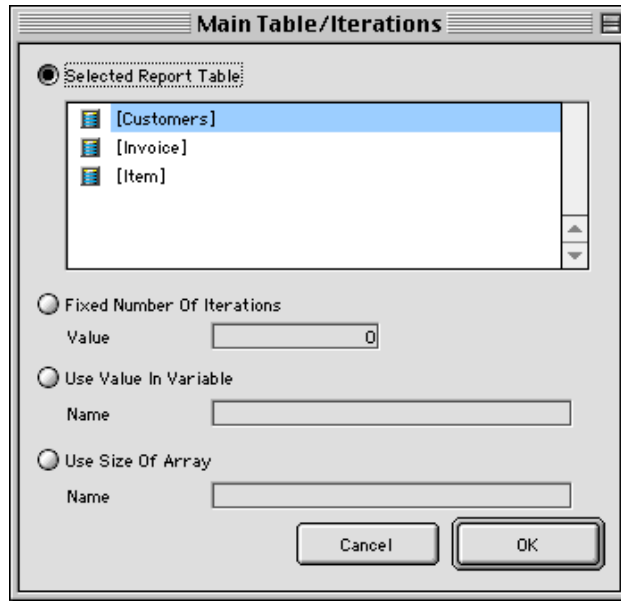 Main Table/Iterations
Selected Report Table
[Customers]
[Invoice]
[Item]
Fixed Number Of Iterations
Value 0
Use Value In Variable
Name
Use Size Of Array
Name
Cancel OK